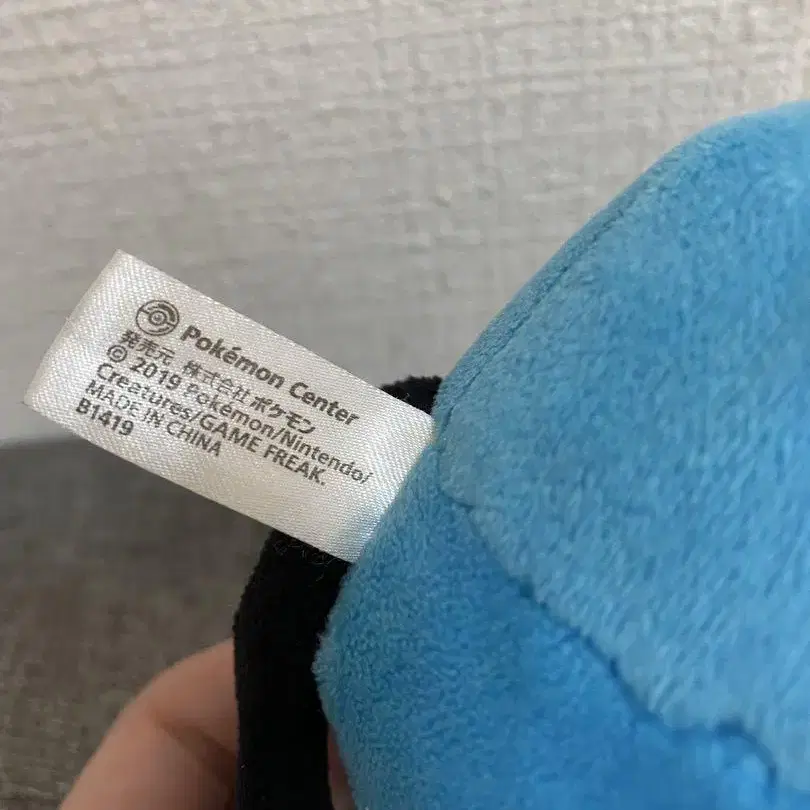 Pokémon Center
発売元 株式会社ポケモン
© 2019 Pokémon/Nintendo/
Creatures/GAME FREAK.
MADE IN CHINA
B1419